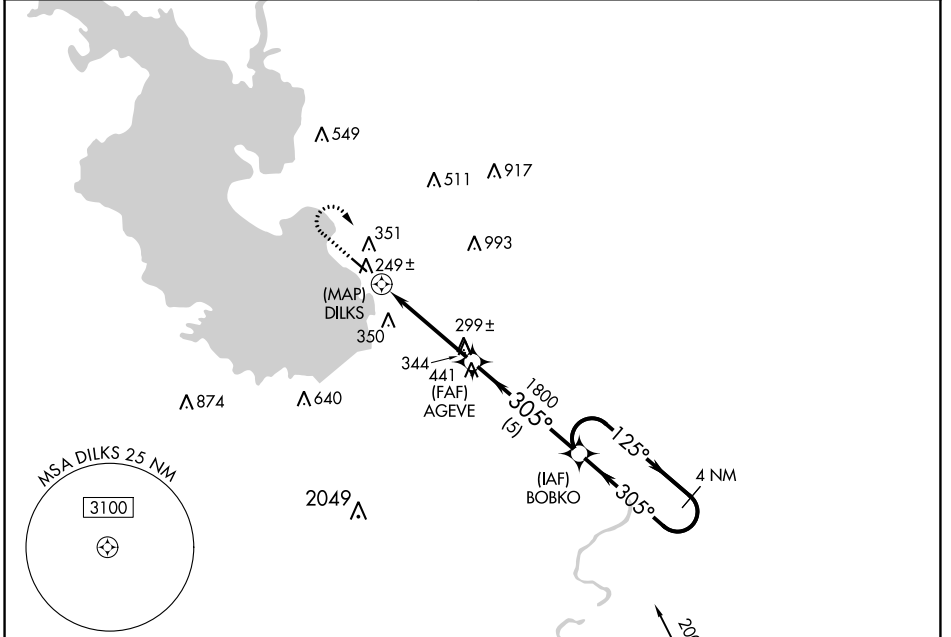 549
511
917
351
993
249±
(MAP)
DILKS
350
299±
344
441
(FAF)
AGEVE
1800
305°
(5)
874
640
125°
4 NM
(IAF)
BOBKO
305°
MSA DILKS 25 NM
3100
2049